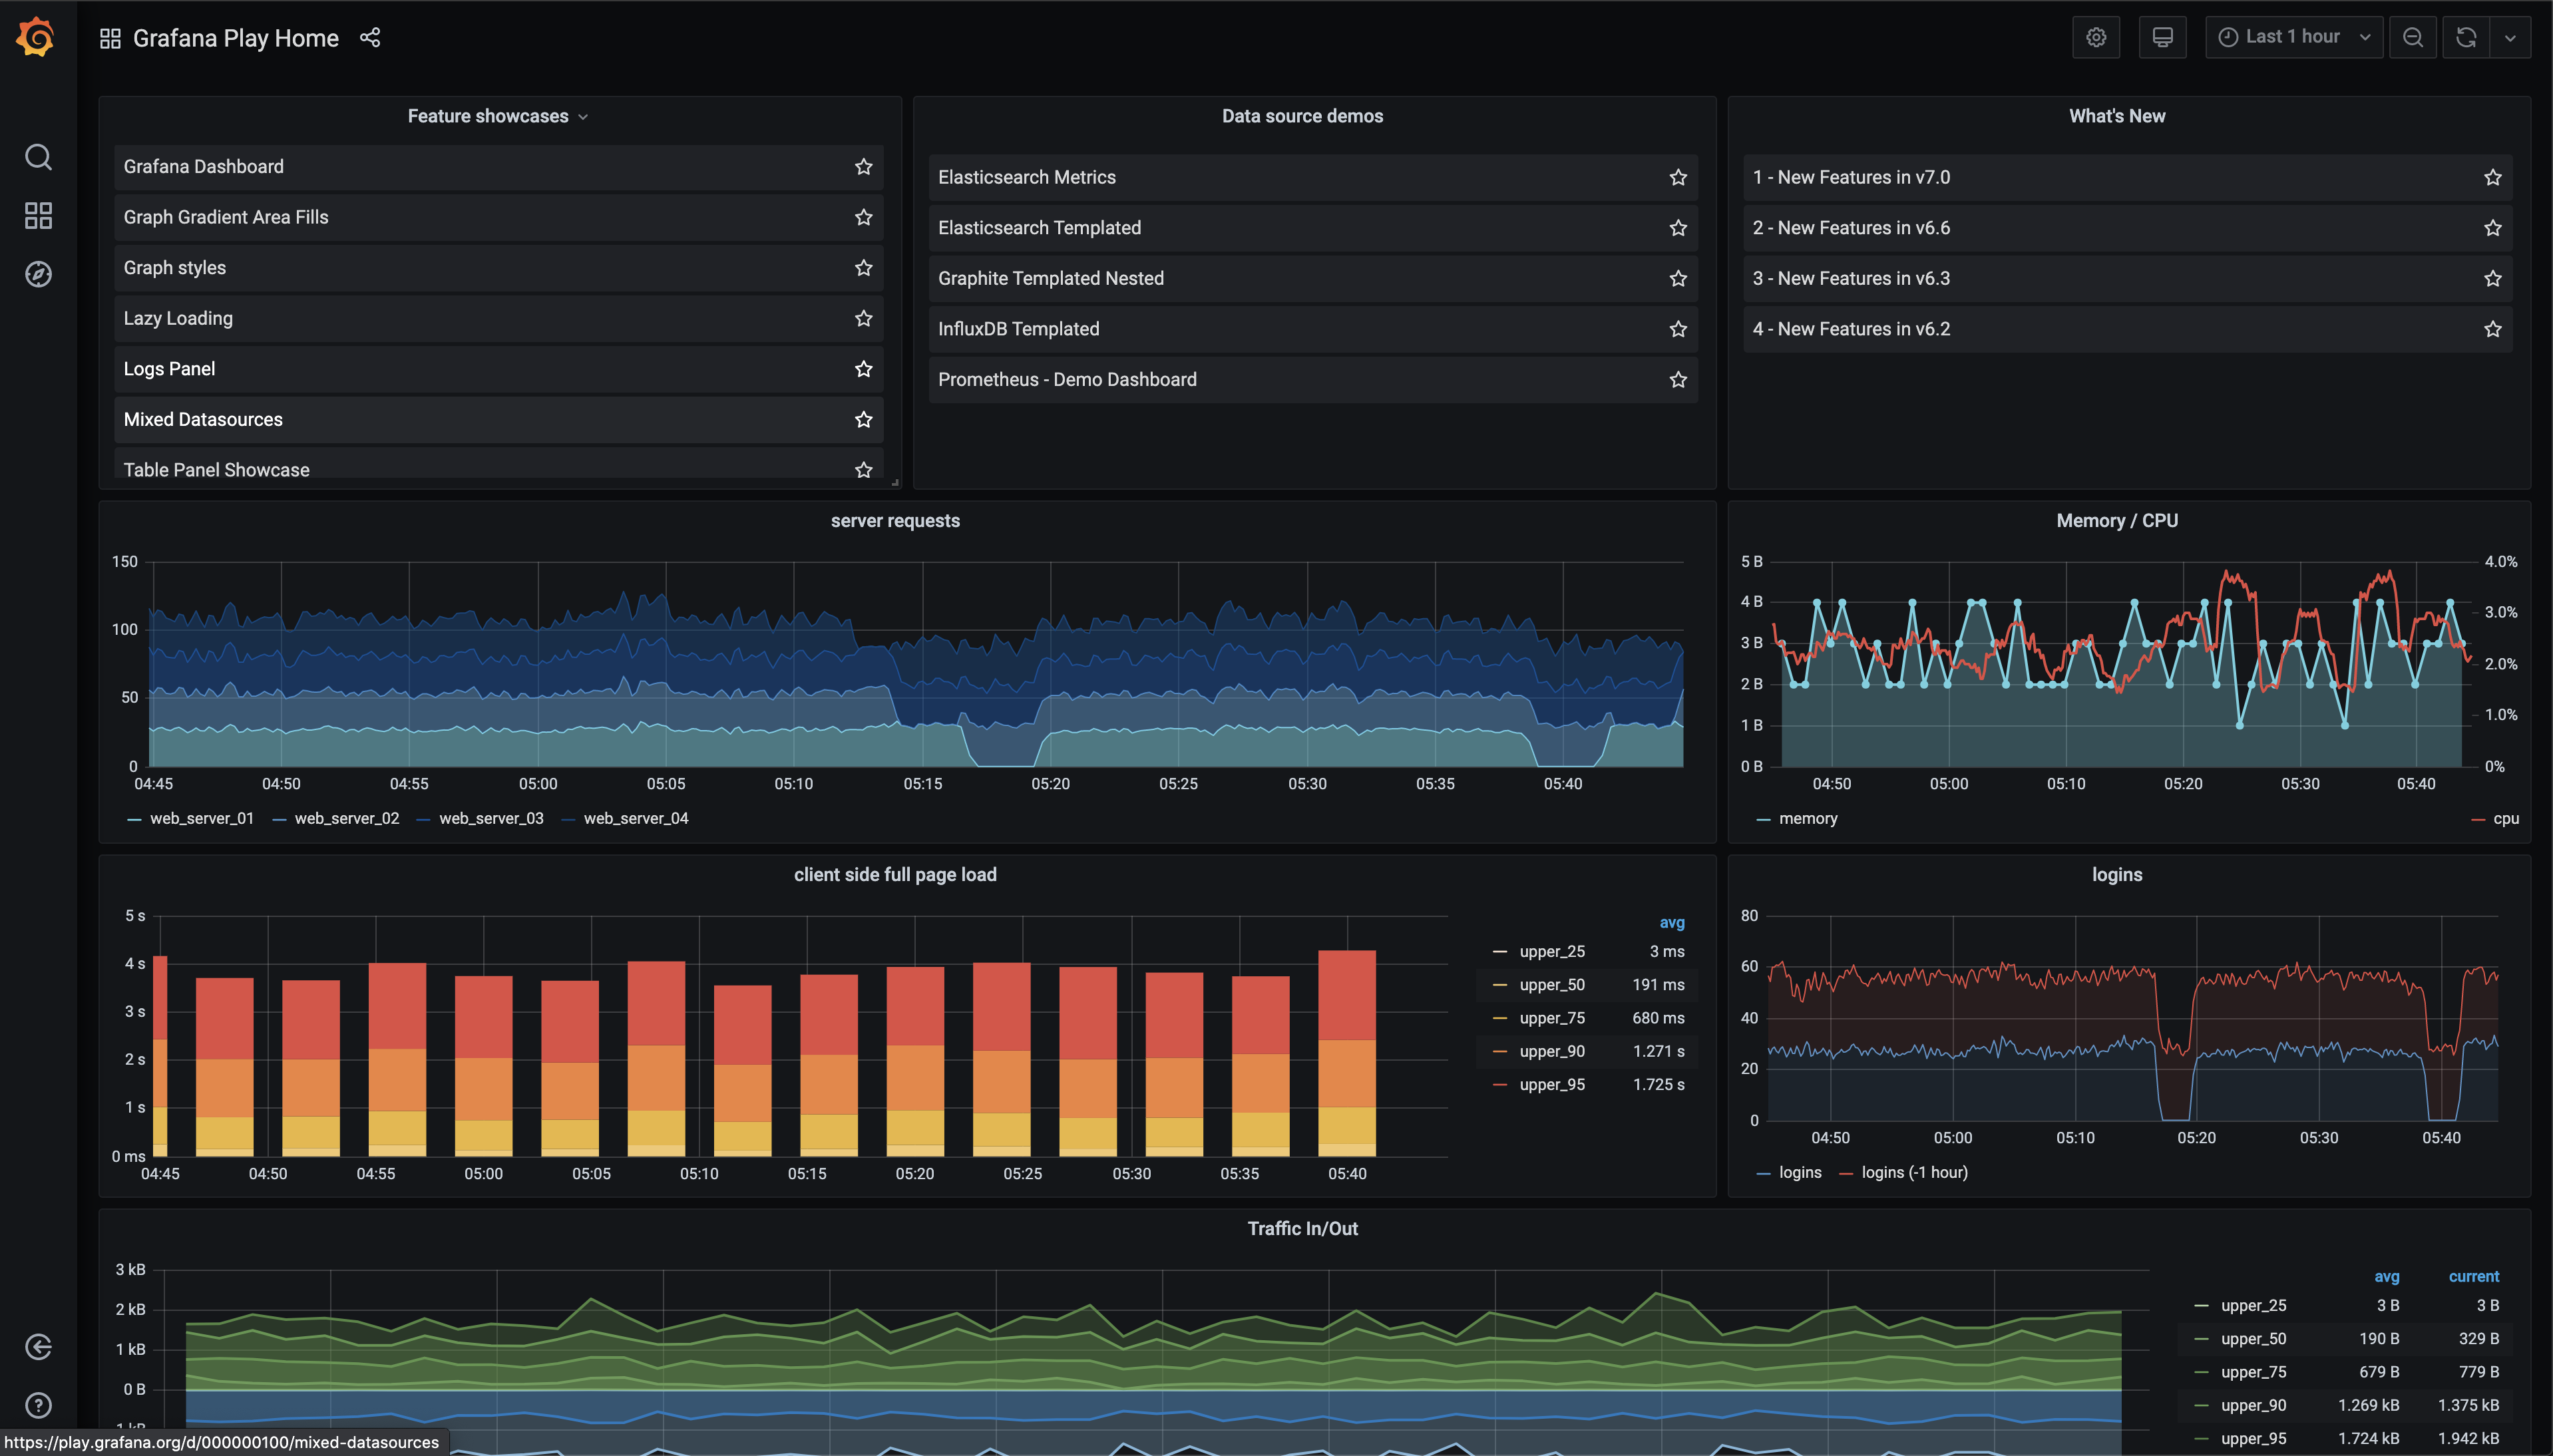 Grafana Play Home
Last 1 hour
Feature showcases
Grafana Dashboard
Graph Gradient Area Fills
Graph styles
Lazy Loading
Logs Panel
Mixed Datasources
Table Panel Showcase
Data source demos
Elasticsearch Metrics
Elasticsearch Templated
Graphite Templated Nested
InfluxDB Templated
Prometheus - Demo Dashboard
What's New
1 - New Features in v7.0
2 - New Features in v6.6
3 - New Features in v6.3
4 - New Features in v6.2
server requests
150
100
50
0
04:45 04:50 04:55 05:00 05:05 05:10 05:15 05:20 05:25 05:30 05:35 05:40
web_server_01 web_server_02 web_server_03 web_server_04
Memory / CPU
5 B 4.0%
4 B 3.0%
3 B
2 B 2.0%
1 B 1.0%
0 B 0%
04:50 05:00 05:10 05:20 05:30 05:40
memory cpu
client side full page load
5 s
4 s
3 s
2 s
1 s
0 ms
04:45 04:50 04:55 05:00 05:05 05:10 05:15 05:20 05:25 05:30 05:35 05:40
avg
upper_25 3 ms
upper_50 191 ms
upper_75 680 ms
upper_90 1.271 s
upper_95 1.725 s
logins
80
60
40
20
0
04:50 05:00 05:10 05:20 05:30 05:40
logins logins (-1 hour)
Traffic In/Out
3 kB
2 kB
1 kB
0 B
avg current
upper_25 3 B 3 B
upper_50 190 B 329 B
upper_75 679 B 779 B
upper_90 1.269 kB 1.375 kB
upper_95 1.724 kB 1.942 kB
https://play.grafana.org/d/000000100/mixed-datasources